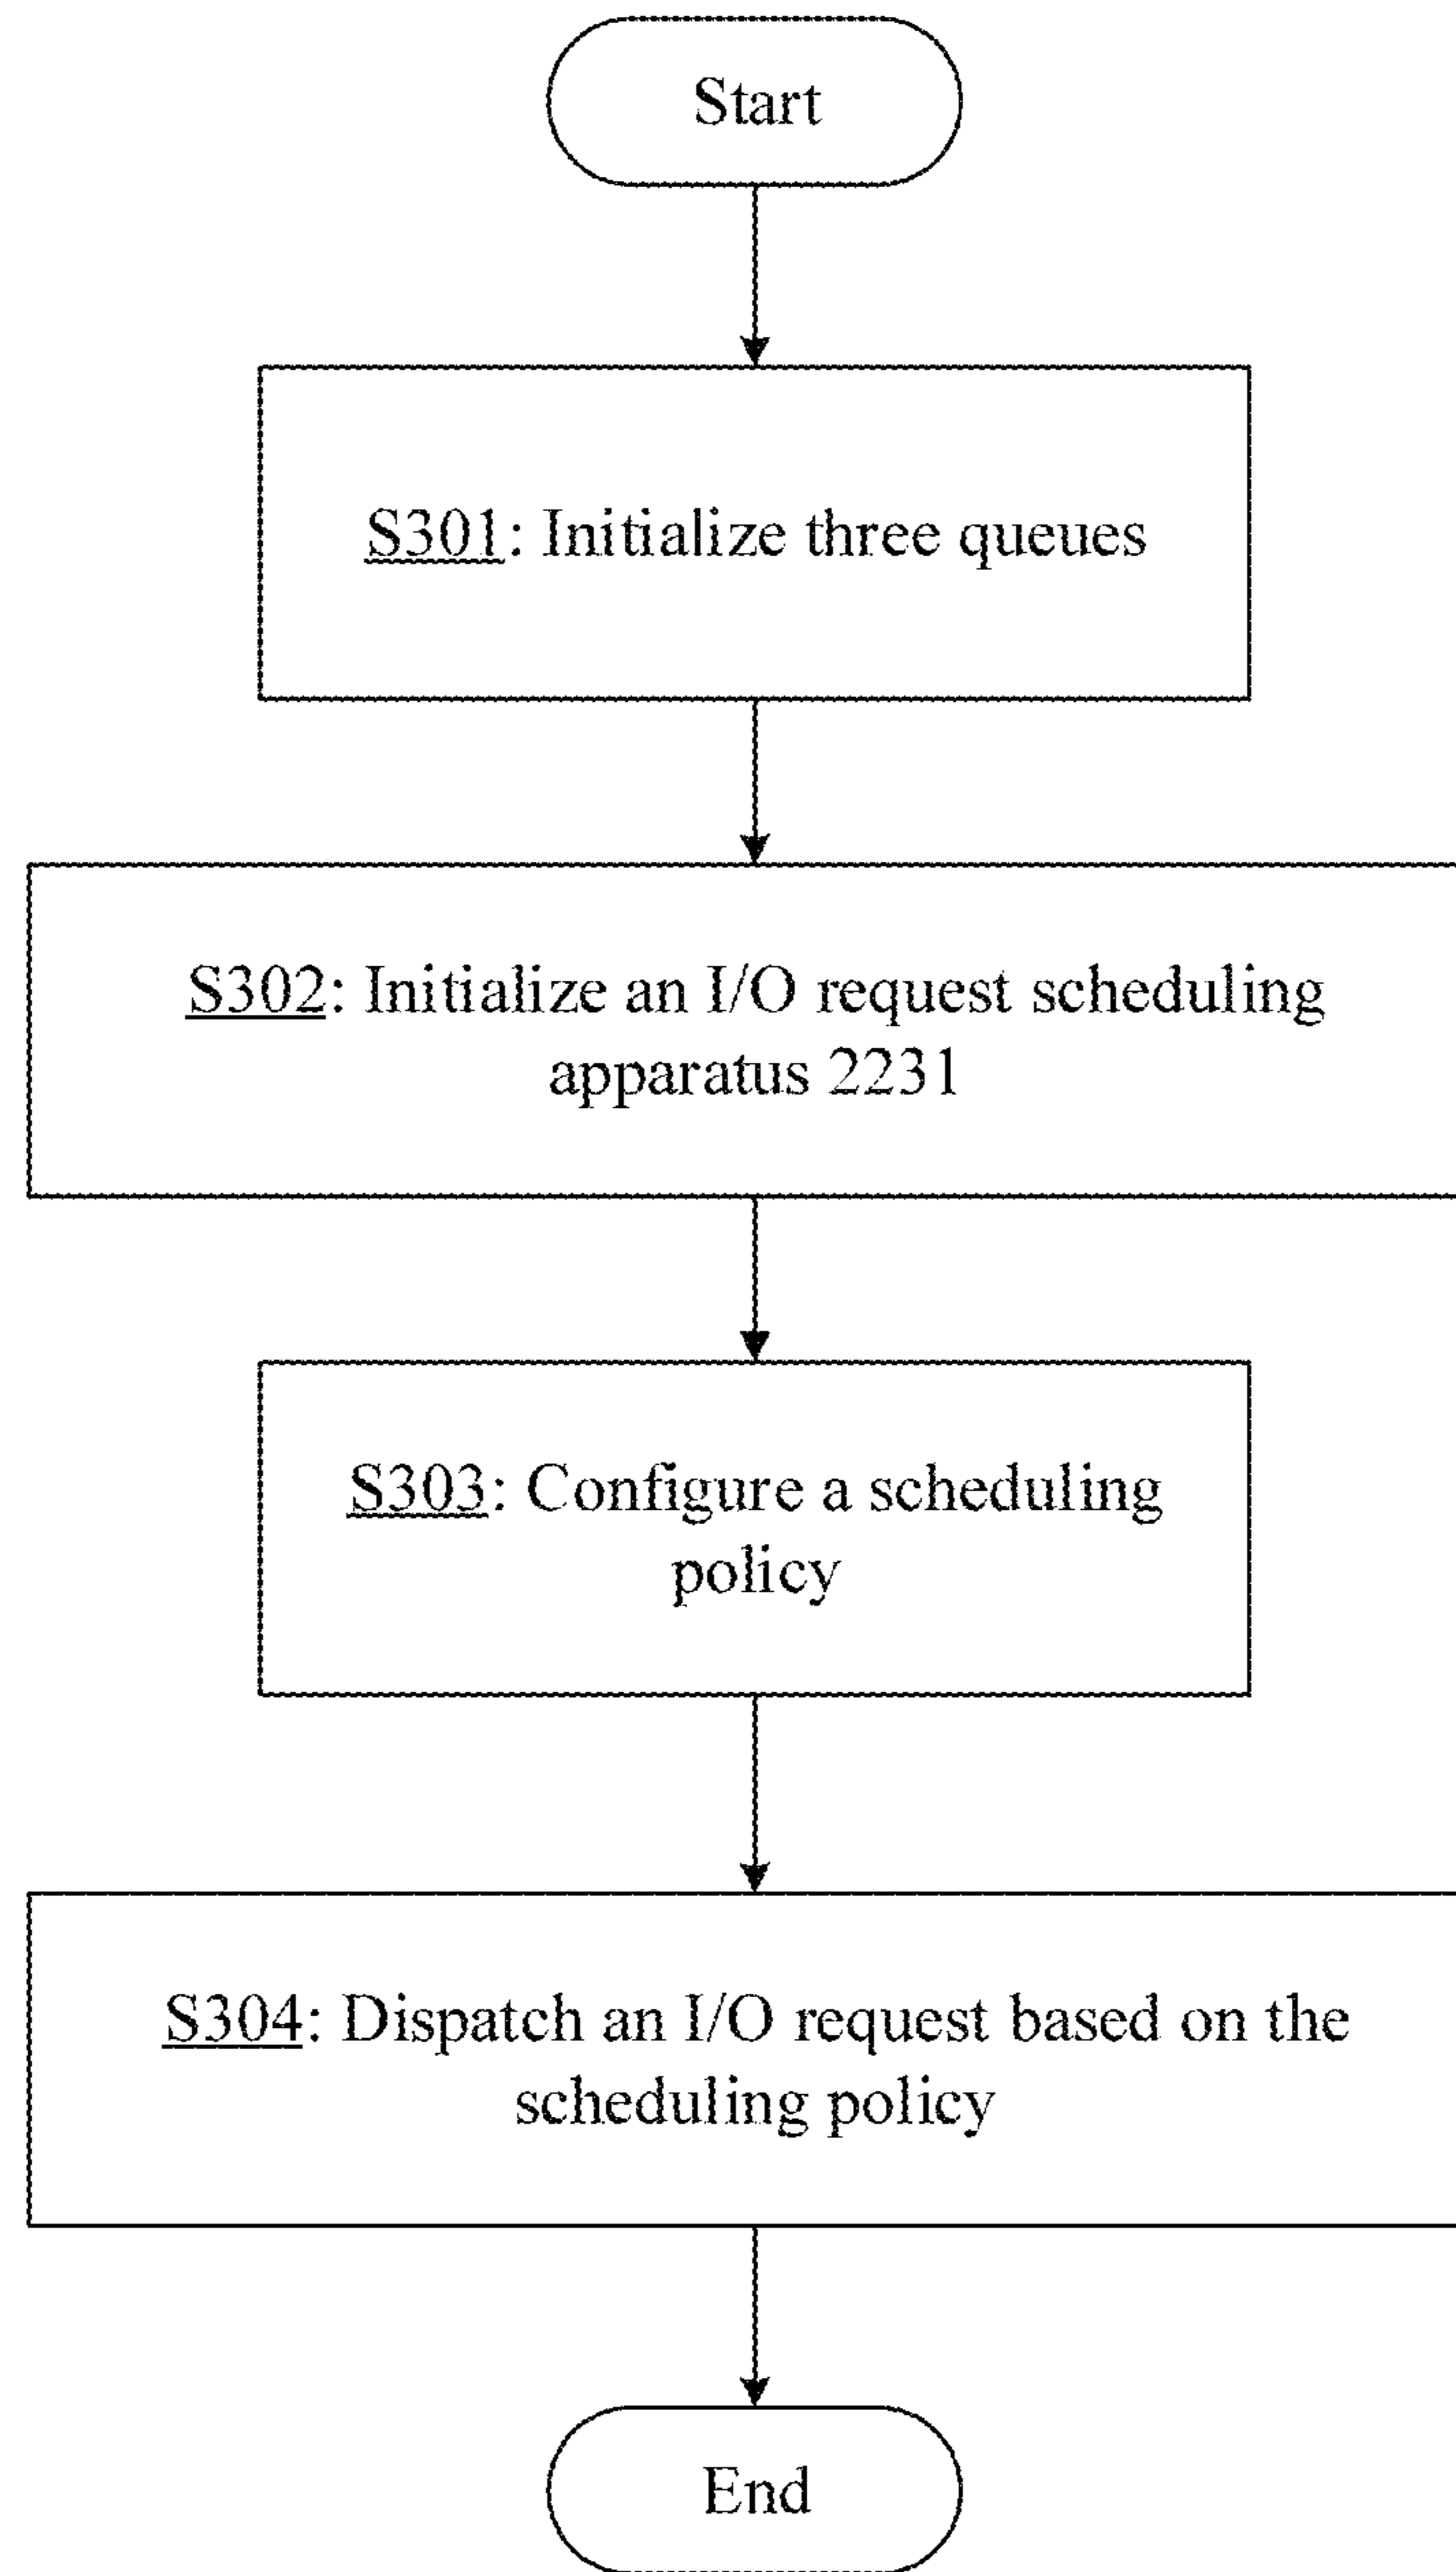 Start
S301: Initialize three queues
S302: Initialize an I/O request scheduling
apparatus 2231
S303: Configure a scheduling
policy
S304: Dispatch an I/O request based on the
scheduling policy
End